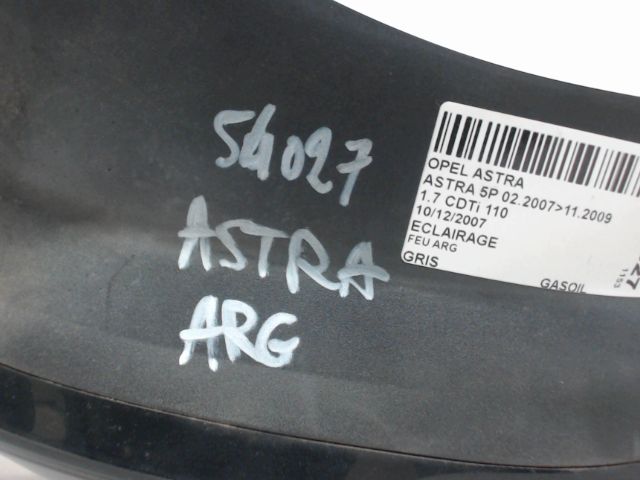 54027
ASTRA
ARG
OPEL ASTRA
ASTRA 5P 02.2007>11.2009
1.7 CDTi 110
10/12/2007
ECLAIRAGE
FEU ARG
GRIS
GASOIL